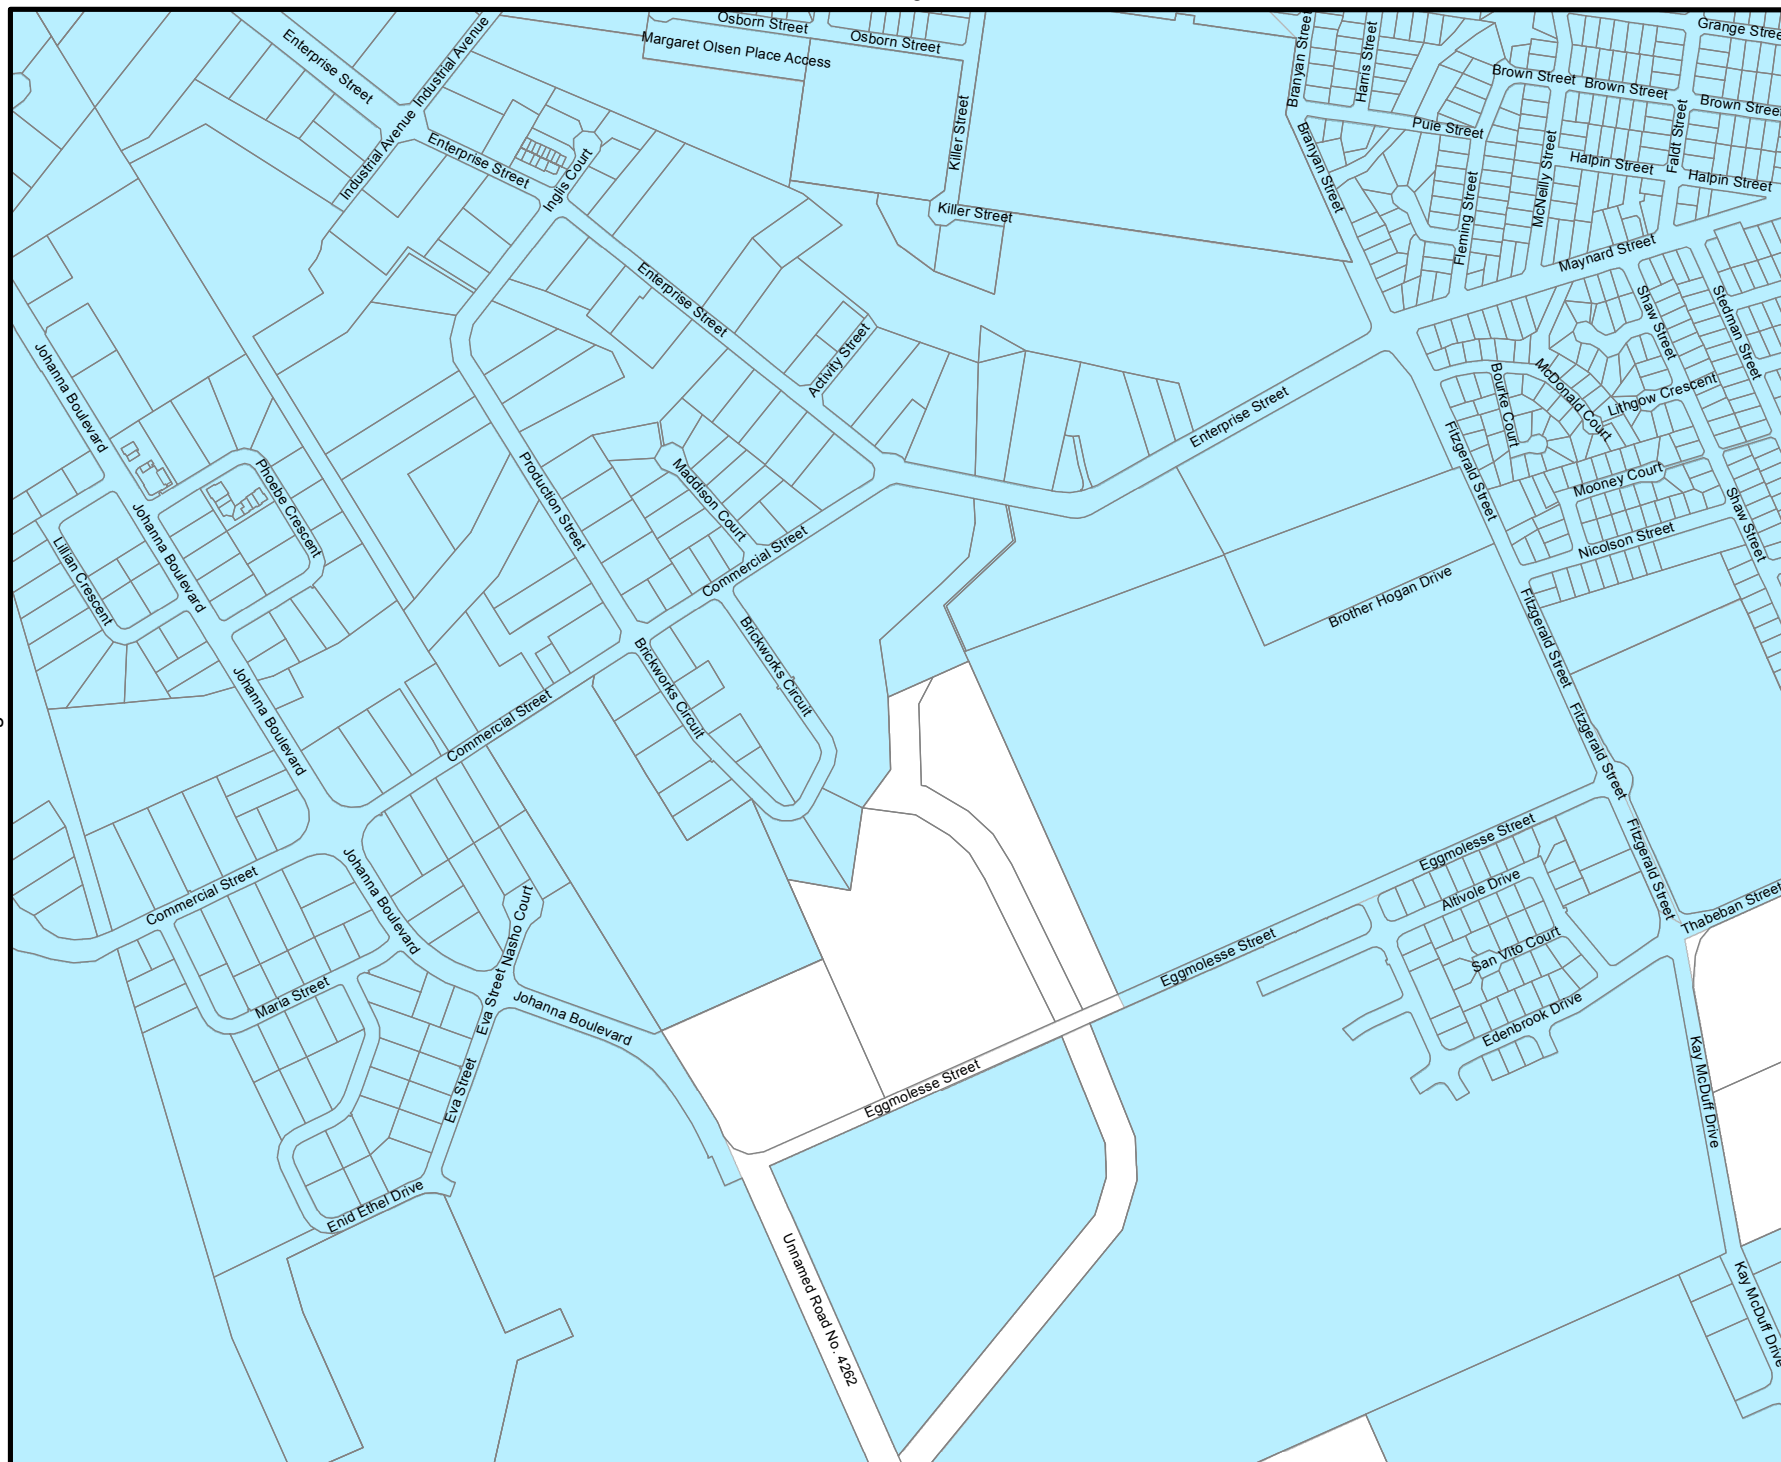 Osborn Street
Osborn Street
Margaret Olsen Place Access
Enterprise Street
Industrial Avenue
Industrial Avenue
Enterprise Street
Inglis Court
Killer Street
Killer Street
Branyan Street
Harris Street
Branyan Street
Grange Stree
Brown Street
Brown Street
Brown Street
Puie Street
Faldt Street
McNeilly Street
Halpin Street
Halpin Street
Fleming Street
Maynard Street
Shaw Street
Stedman Street
Enterprise Street
Activity Street
Enterprise Street
McDonald Court
Bourke Court
Lithgow Crescent
Mooney Court
Nicolson Street
Shaw Street
Fitzgerald Street
Johanna Boulevard
Phoebe Crescent
Johanna Boulevard
Lillian Crescent
Production Street
Maddison Court
Commercial Street
Brickworks Circuit
Brickworks Circuit
Brother Hogan Drive
Fitzgerald Street
Fitzgerald Street
Fitzgerald Street
Johanna Boulevard
Commercial Street
Commercial Street
Johanna Boulevard
Nasho Court
Eva Street
Maria Street
Johanna Boulevard
Eva Street
Enid Ethel Drive
Eggmolesse Street
Eggmolesse Street
Eggmolesse Street
Altivole Drive
San Vito Court
Edenbrook Drive
Thabeban Street
Kay McDuff Drive
Kay McDuff Drive
Unnamed Road No. 4262